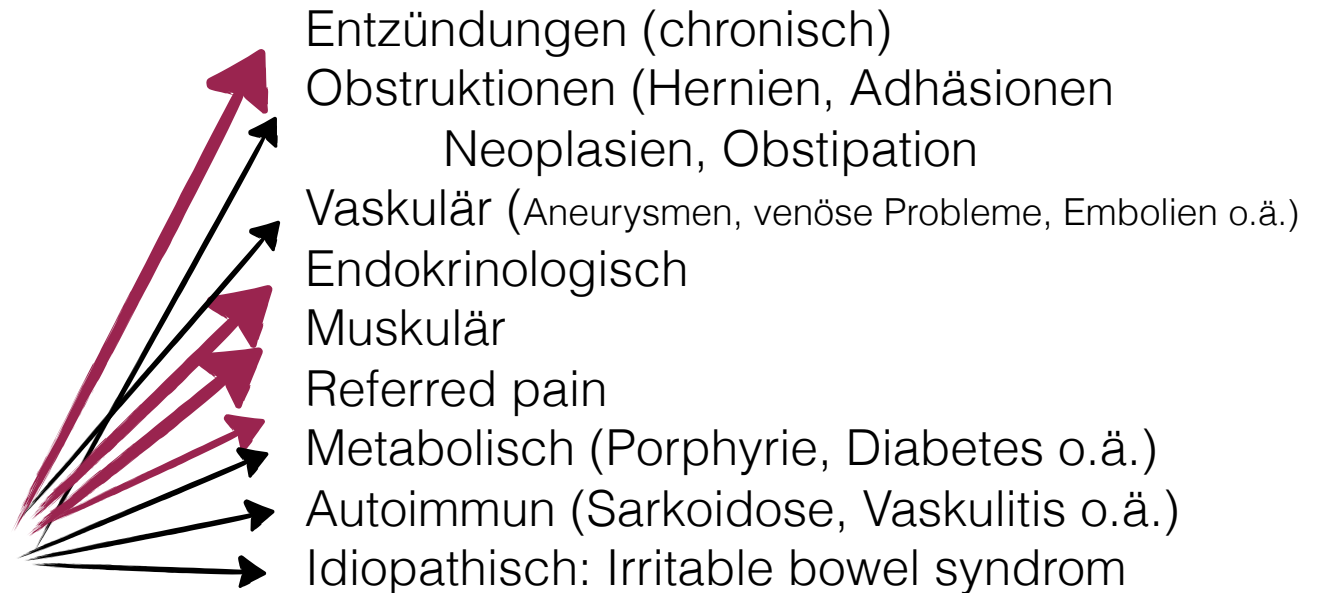 Entzündungen (chronisch)
Obstruktionen (Hernien, Adhäsionen
Neoplasien, Obstipation
Vaskulär (Aneurysmen, venöse Probleme, Embolien o.ä.)
Endokrinologisch
Muskulär
Referred pain
Metabolisch (Porphyrie, Diabetes o.ä.)
Autoimmun (Sarkoidose, Vaskulitis o.ä.)
Idiopathisch: Irritable bowel syndrom